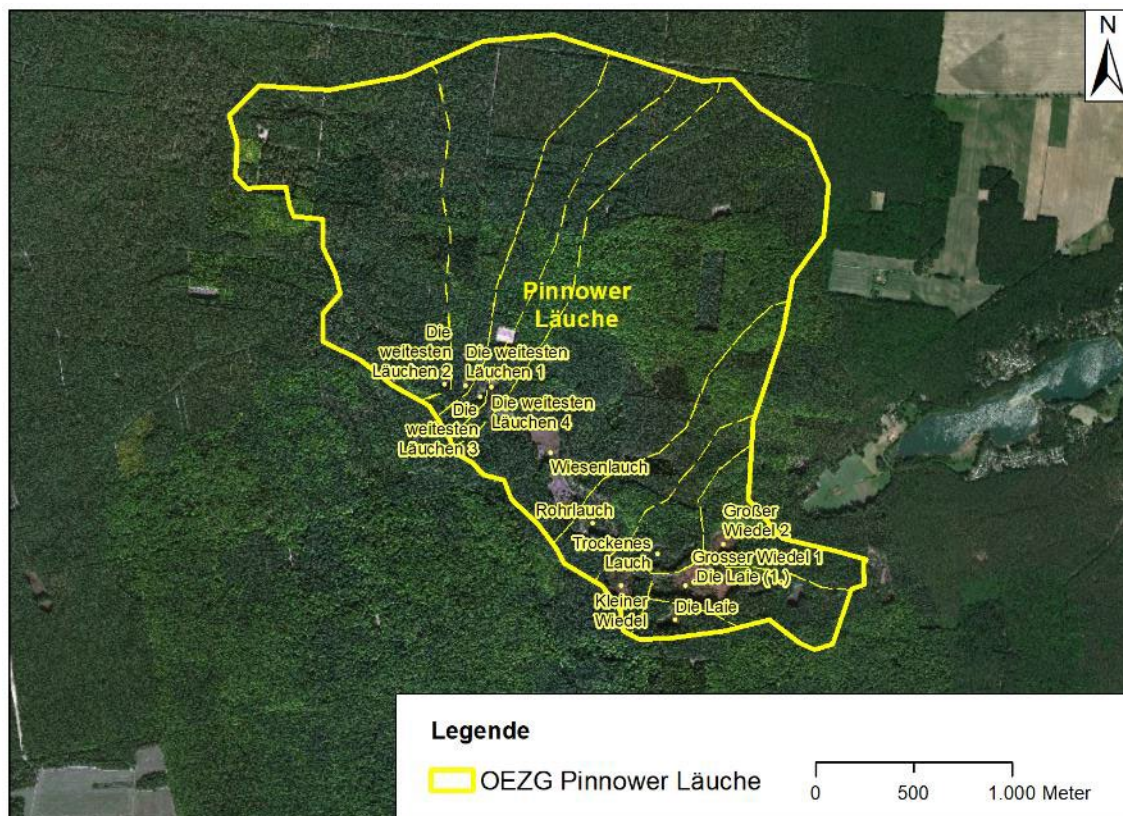 N
Pinnower
Läuche
Die
weitesten
Läuchen 2
Die weitesten
Läuchen 1
Die weitesten
Läuchen 4
Die
weitesten
Läuchen 3
Wiesenlauch
Rohrlauch
Großer
Wiedel 2
Trockenes
Lauch
Grosser Wiedel 1
Die Laie (1.)
Kleiner
Wiedel
Die Laie
Legende
OEZG Pinnower Läuche
0 500 1.000 Meter